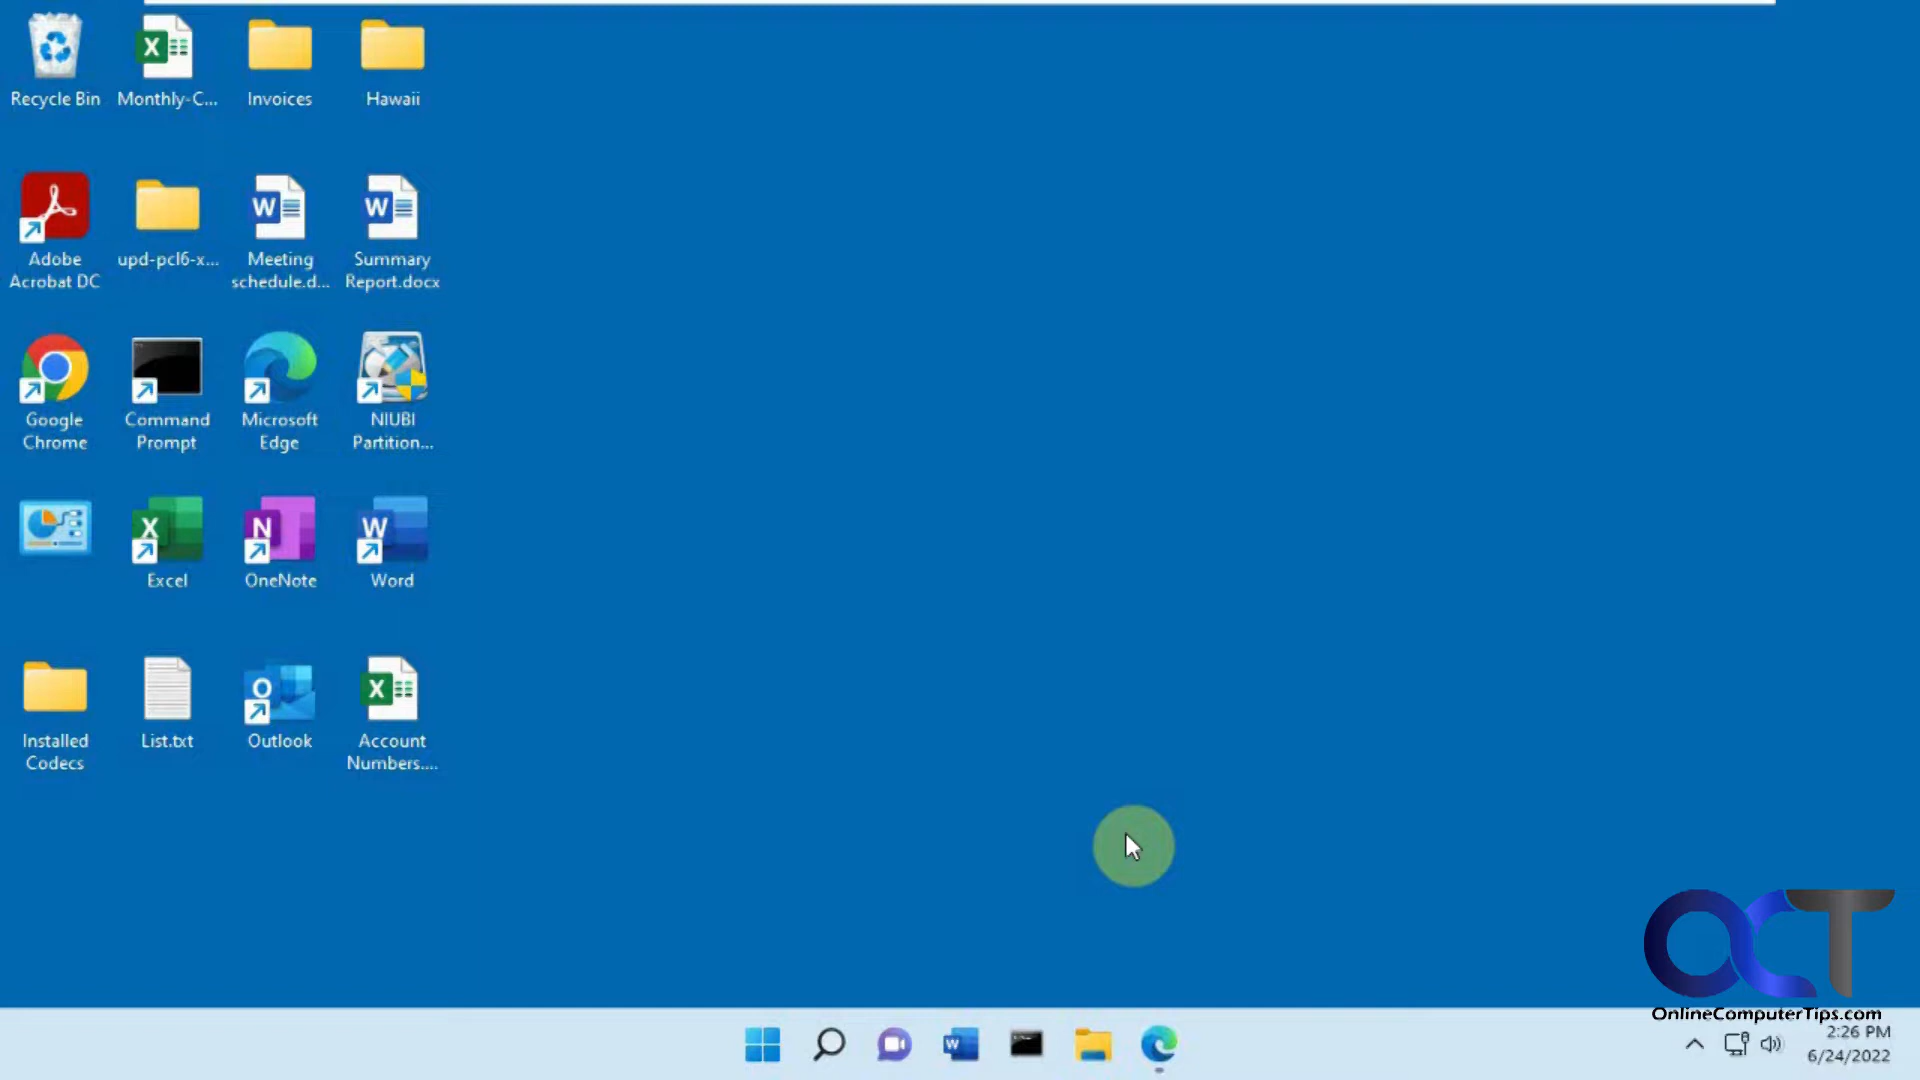 Recycle Bin
Monthly-C...
Invoices
Hawaii
Adobe
Acrobat DC
upd-pcl6-x...
Meeting
schedule.d...
Summary
Report.docx
Google
Chrome
Command
Prompt
Microsoft
Edge
NIUBI
Partition...
Excel
OneNote
Word
Installed
Codecs
List.txt
Outlook
Account
Numbers....
OCT
OnlineComputerTips.com
2:26 PM
6/24/2022